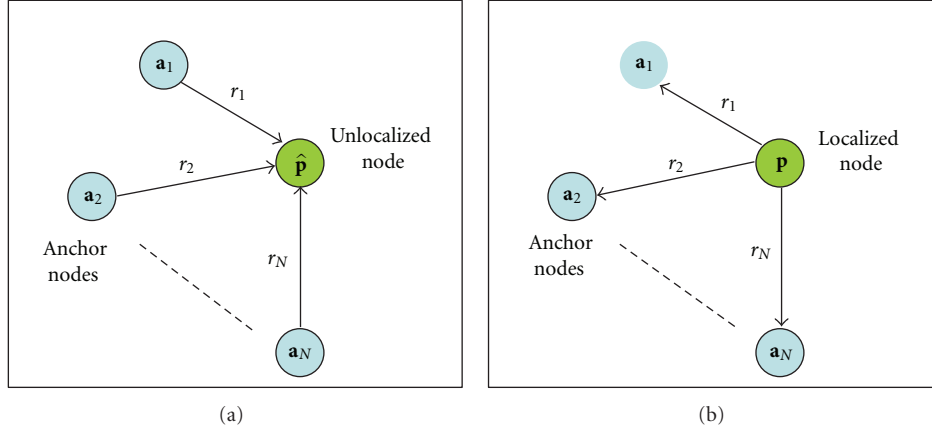 a1
r1
Unlocalized
node
p̂
r2
a2
Anchor
nodes
rN
aN
(a)
a1
r1
Localized
node
p
r2
a2
Anchor
nodes
rN
aN
(b)